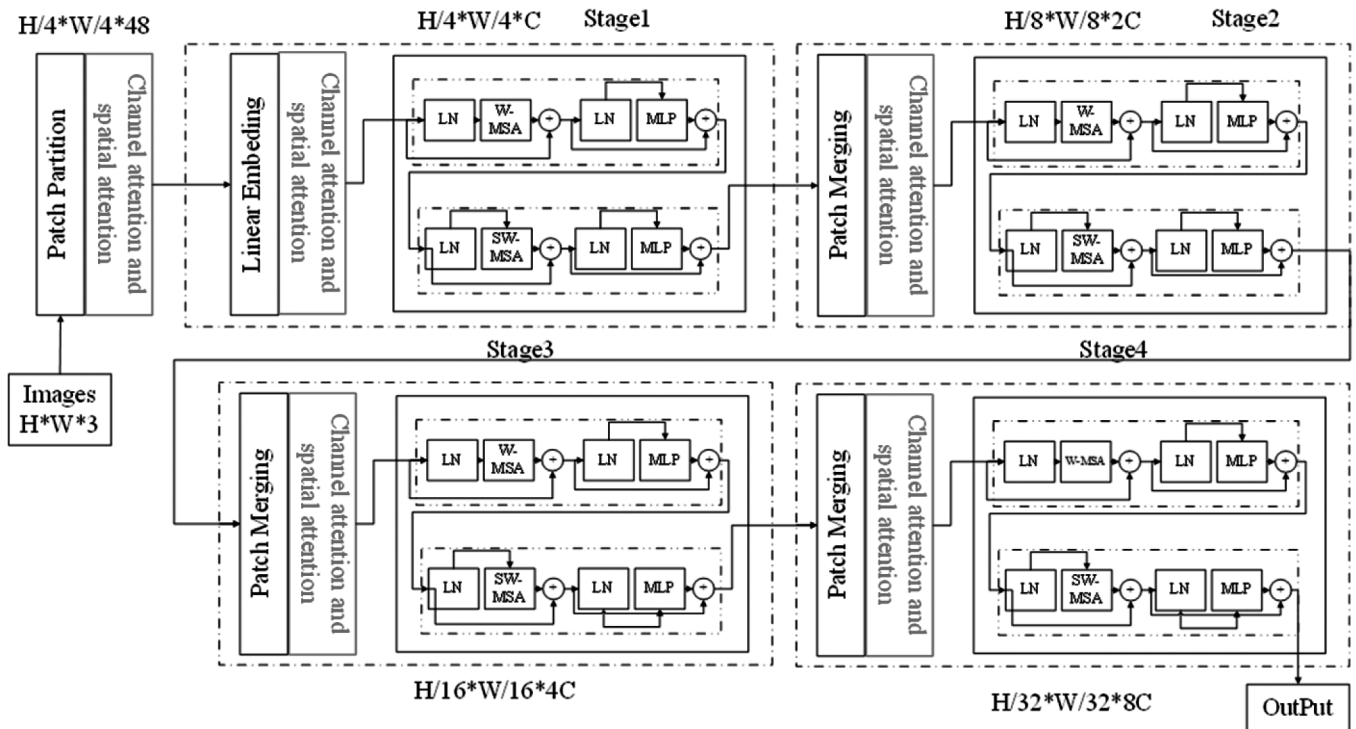 H/4*W/4*48
H/4*W/4*C
Stage1
H/8*W/8*2C
Stage2
Patch Partition
Channel attention and
spatial attention
Images
H*W*3
Linear Embeding
Channel attention and
spatial attention
LN
W-
MSA
+
LN
MLP
+
LN
SW-
MSA
+
LN
MLP
+
Patch Merging
Channel attention and
spatial attention
LN
W-
MSA
+
LN
MLP
+
LN
SW-
MSA
+
LN
MLP
+
Stage3
Stage4
Patch Merging
Channel attention and
spatial attention
LN
W-
MSA
+
LN
MLP
+
LN
SW-
MSA
+
LN
MLP
+
H/16*W/16*4C
Patch Merging
Channel attention and
spatial attention
LN
W-MSA
+
LN
MLP
+
LN
SW-
MSA
+
LN
MLP
+
H/32*W/32*8C
OutPut